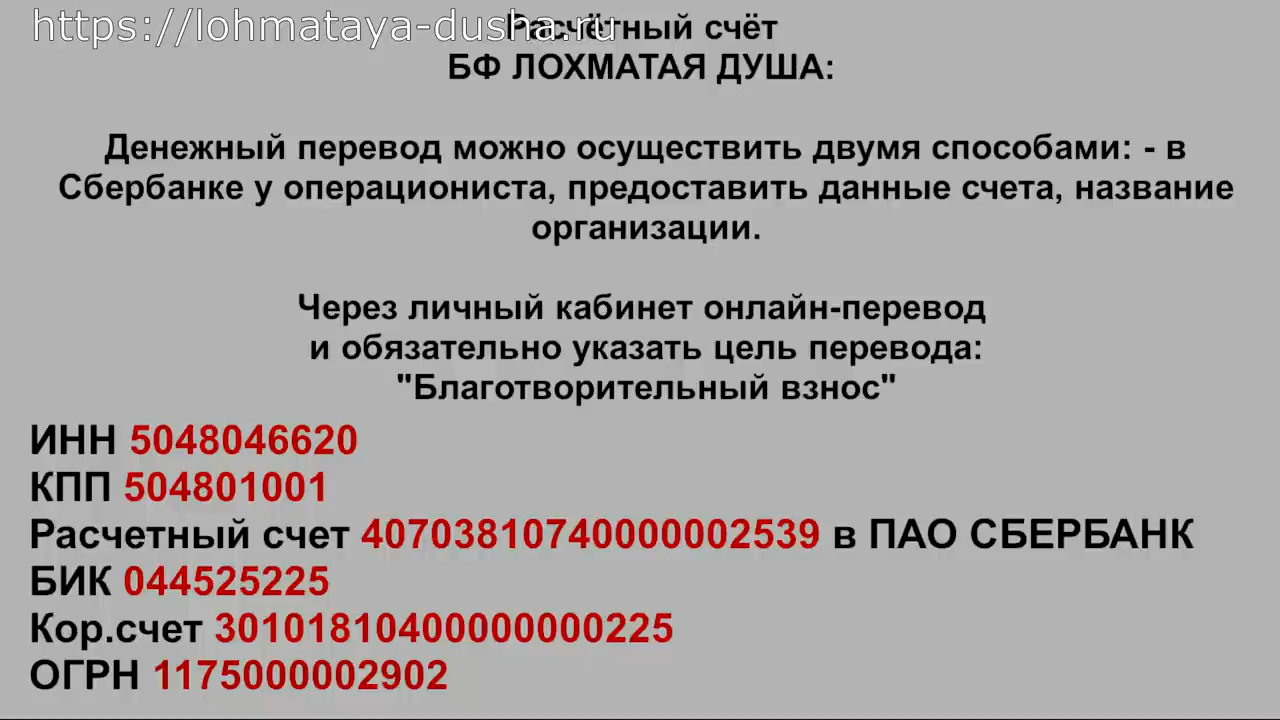 https://lohmataya-dusha.ru
Расчётный счёт
БФ ЛОХМАТАЯ ДУША:
Денежный перевод можно осуществить двумя способами: - в
Сбербанке у операциониста, предоставить данные счета, название
организации.
Через личный кабинет онлайн-перевод
и обязательно указать цель перевода:
"Благотворительный взнос"
ИНН 5048046620
КПП 504801001
Расчетный счет 40703810740000002539 в ПАО СБЕРБАНК
БИК 044525225
Кор.счет 30101810400000000225
ОГРН 1175000002902